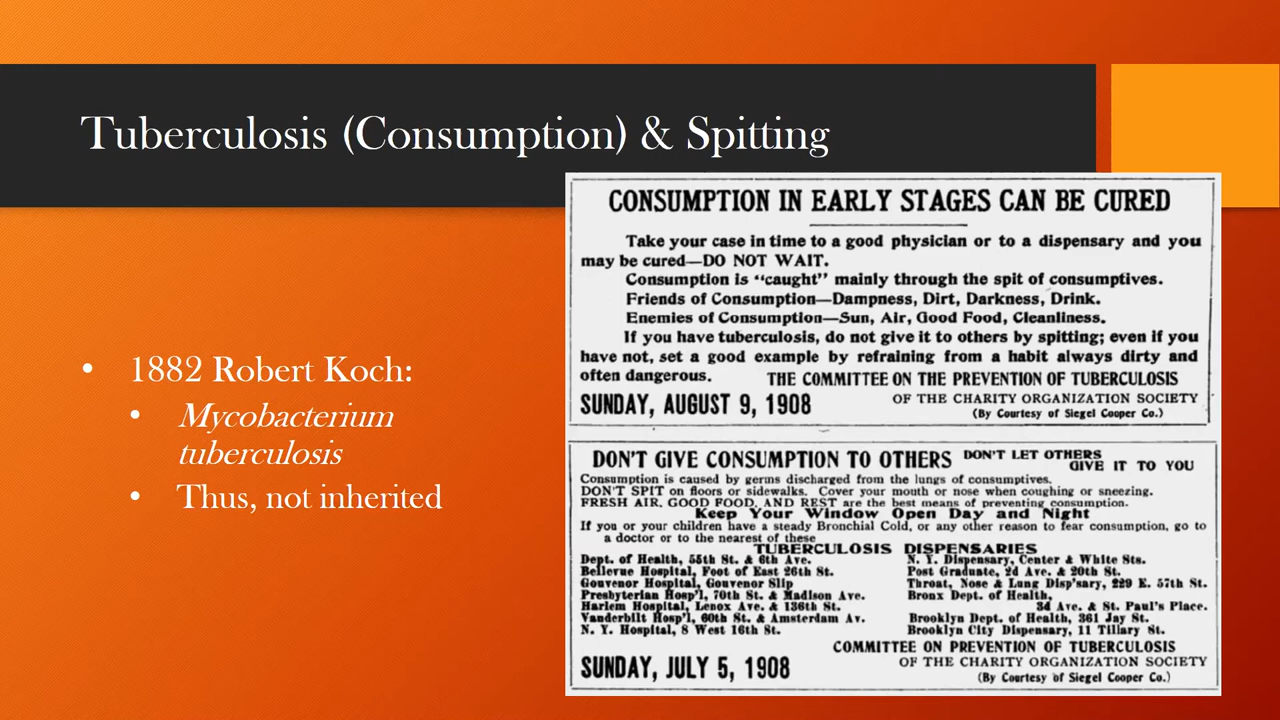 Tuberculosis (Consumption) & Spitting
• 1882 Robert Koch:
• Mycobacterium
tuberculosis
• Thus, not inherited
CONSUMPTION IN EARLY STAGES CAN BE CURED
Take your case in time to a good physician or to a dispensary and you
may be cured—DO NOT WAIT.
Consumption is "caught" mainly through the spit of consumptives.
Friends of Consumption—Dampness, Dirt, Darkness, Drink.
Enemies of Consumption—Sun, Air, Good Food, Cleanliness.
If you have tuberculosis, do not give it to others by spitting; even if you
have not, set a good example by refraining from a habit always dirty and
often dangerous.
THE COMMITTEE ON THE PREVENTION OF TUBERCULOSIS
SUNDAY, AUGUST 9, 1908
OF THE CHARITY ORGANIZATION SOCIETY
(By Courtesy of Siegel Cooper Co.)
DON'T GIVE CONSUMPTION TO OTHERS
DON'T LET OTHERS
GIVE IT TO YOU
Consumption is caused by germs discharged from the lungs of consumptives.
DON'T SPIT on floors or sidewalks. Cover your mouth or nose when coughing or sneezing.
FRESH AIR, GOOD FOOD, AND REST are the best means of preventing consumption.
Keep Your Window Open Day and Night
If you or your children have a steady Bronchial Cold, or any other reason to fear consumption, go to
a doctor or to the nearest of these
TUBERCULOSIS DISPENSARIES
Dept. of Health, 55th St. & 6th Ave.
Bellevue Hospital, Foot of East 26th St.
Gouvenor Hospital, Gouvenor Slip
Presbyterian Hosp'l, 70th St. & Madison Ave.
Harlem Hospital, Lenox Ave. & 136th St.
Vanderbilt Hosp'l, 60th St. & Amsterdam Av.
N. Y. Hospital, 8 West 16th St.
N. Y. Dispensary, Center & White Sts.
Post Graduate, 2d Ave. & 20th St.
Throat, Nose & Lung Disp'sary, 229 E. 57th St.
Bronx Dept. of Health,
3d Ave. & St. Paul's Place.
Brooklyn Dept. of Health, 361 Jay St.
Brooklyn City Dispensary, 11 Tillary St.
COMMITTEE ON PREVENTION OF TUBERCULOSIS
SUNDAY, JULY 5, 1908
OF THE CHARITY ORGANIZATION SOCIETY
(By Courtesy of Siegel Cooper Co.)